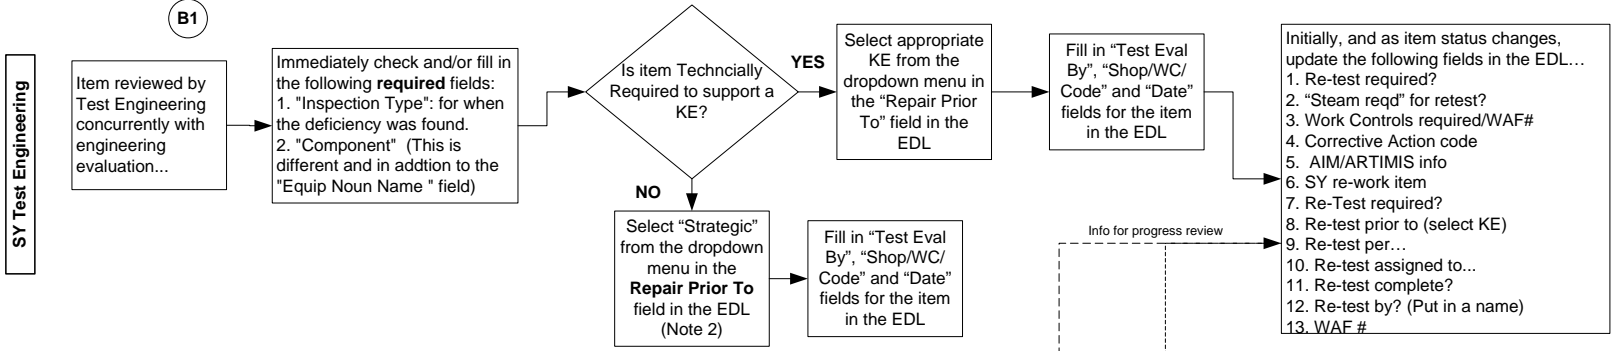 B1
SY Test Engineering
Item reviewed by
Test Engineering
concurrently with
engineering
evaluation...
Immediately check and/or fill in
the following required fields:
1. "Inspection Type": for when
the deficiency was found.
2. "Component"  (This is
different and in addtion to the
"Equip Noun Name " field)
Is item Techncially
Required to support a
KE?
YES
NO
Select appropriate
KE from the
dropdown menu in
the “Repair Prior
To” field in the
EDL
Fill in “Test Eval
By”, “Shop/WC/
Code” and “Date”
fields for the item
in the EDL
Select “Strategic”
from the dropdown
menu in the
Repair Prior To
field in the EDL
(Note 2)
Fill in “Test Eval
By”, “Shop/WC/
Code” and “Date”
fields for the item
in the EDL
Info for progress review
Initially, and as item status changes,
update the following fields in the EDL…
1. Re-test required?
2. “Steam reqd” for retest?
3. Work Controls required/WAF#
4. Corrective Action code
5.  AIM/ARTIMIS info
6. SY re-work item
7. Re-Test required?
8. Re-test prior to (select KE)
9. Re-test per…
10. Re-test assigned to...
11. Re-test complete?
12. Re-test by? (Put in a name)
13. WAF #